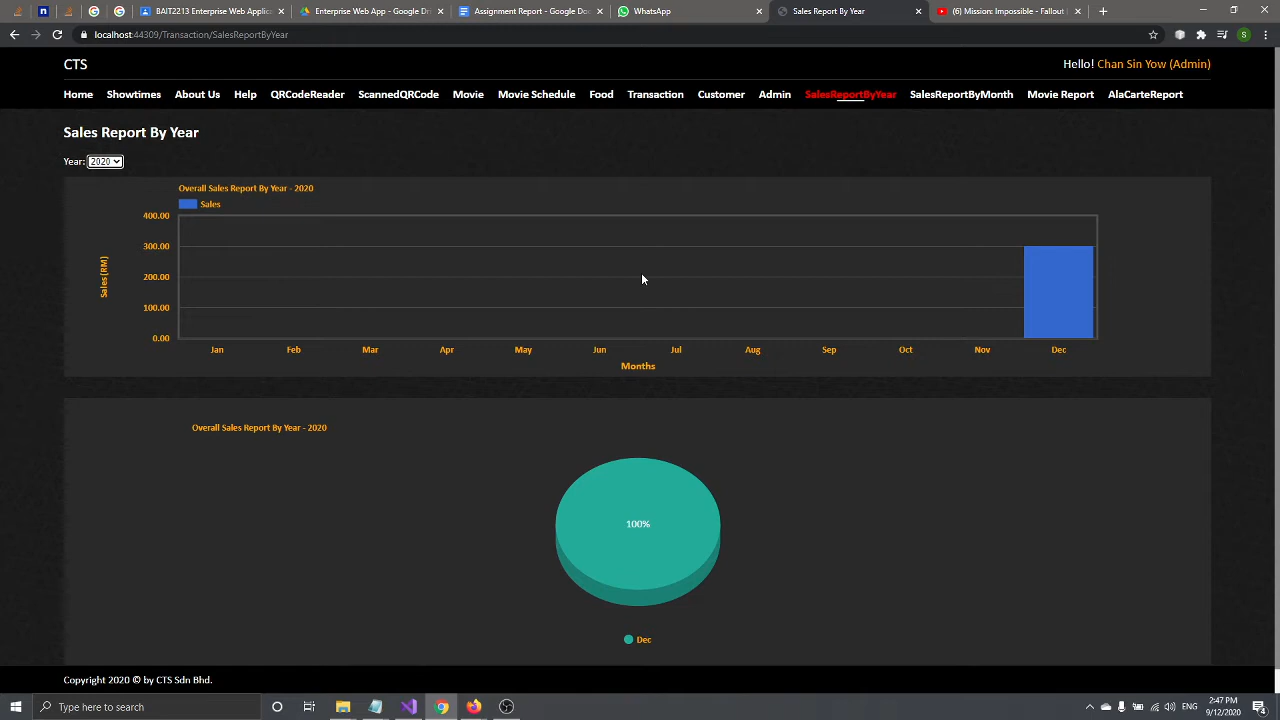 BAIT2213 Enterprise Web Applica
Enterprise Web App - Google Dri
Assignment Report - Google Doc
WhatsApp
Sales Report By Year
(6) Mission: Impossible - Fallout (
localhost:44309/Transaction/SalesReportByYear
S
CTS
Hello! Chan Sin Yow (Admin)
Home Showtimes About Us Help QRCodeReader ScannedQRCode Movie Movie Schedule Food Transaction Customer Admin SalesReportByYear SalesReportByMonth Movie Report AlaCarteReport
Sales Report By Year
Year: 2020
Overall Sales Report By Year - 2020
Sales
400.00
300.00
200.00
100.00
0.00
Sales(RM)
Jan Feb Mar Apr May Jun Jul Aug Sep Oct Nov Dec
Months
Overall Sales Report By Year - 2020
100%
Dec
Copyright 2020 © by CTS Sdn Bhd.
Type here to search
ENG
2:47 PM
9/12/2020